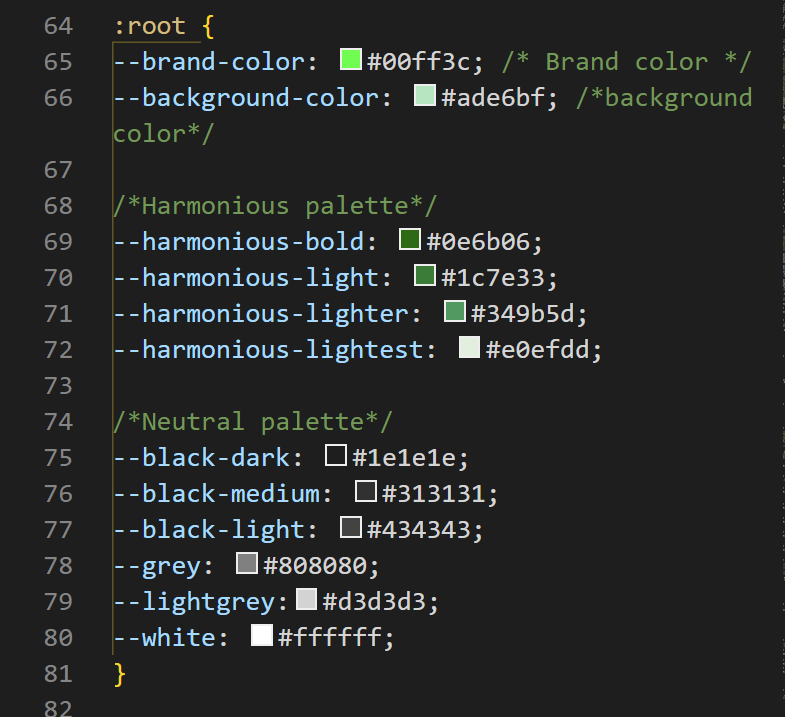 64 :root {
65 --brand-color: #00ff3c; /* Brand color */
66 --background-color: #ade6bf; /*background
color*/
67
68 /*Harmonious palette*/
69 --harmonious-bold: #0e6b06;
70 --harmonious-light: #1c7e33;
71 --harmonious-lighter: #349b5d;
72 --harmonious-lightest: #e0efdd;
73
74 /*Neutral palette*/
75 --black-dark: #1e1e1e;
76 --black-medium: #313131;
77 --black-light: #434343;
78 --grey: #808080;
79 --lightgrey: #d3d3d3;
80 --white: #ffffff;
81 }
82